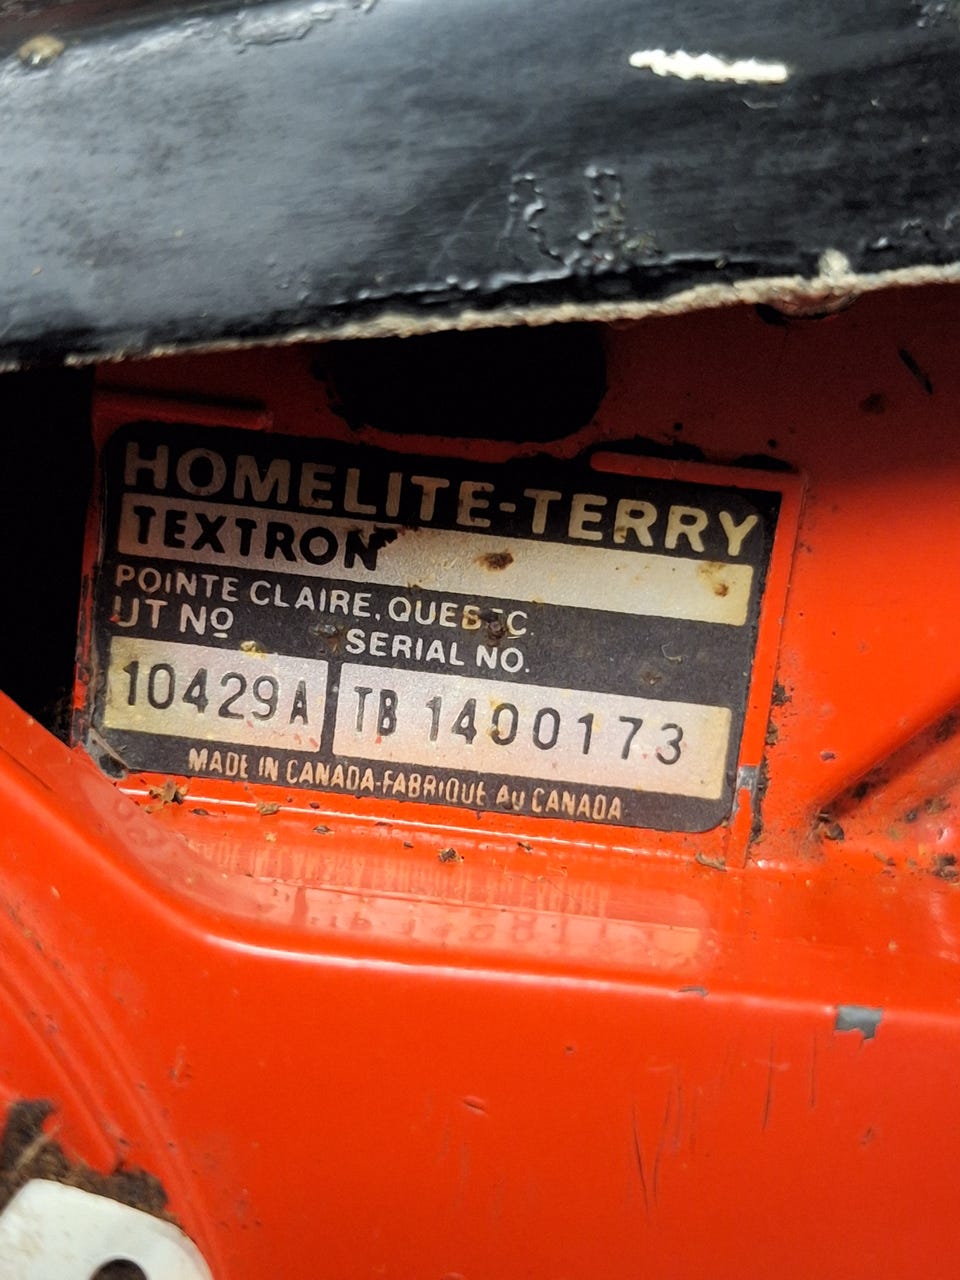 HOMELITE-TERRY
TEXTRON
POINTE CLAIRE, QUEBEC.
UT Nº
SERIAL NO.
10429A
TB 1400173
MADE IN CANADA-FABRIQUE AU CANADA